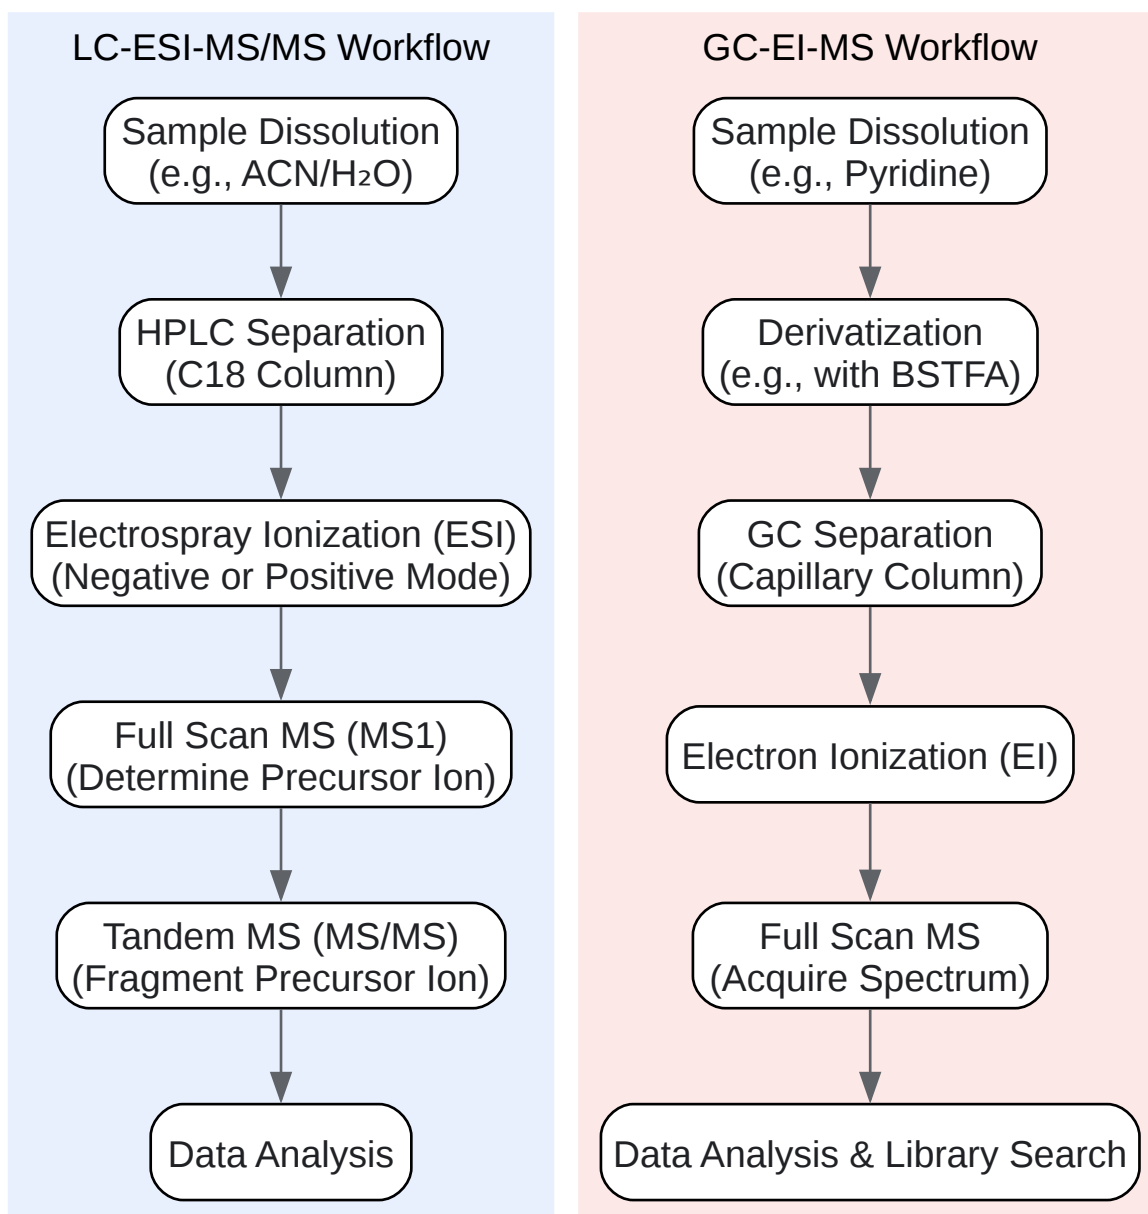 LC-ESI-MS/MS Workflow
Sample Dissolution
(e.g., ACN/H₂O)
HPLC Separation
(C18 Column)
Electrospray Ionization (ESI)
(Negative or Positive Mode)
Full Scan MS (MS1)
(Determine Precursor Ion)
Tandem MS (MS/MS)
(Fragment Precursor Ion)
Data Analysis
GC-EI-MS Workflow
Sample Dissolution
(e.g., Pyridine)
Derivatization
(e.g., with BSTFA)
GC Separation
(Capillary Column)
Electron Ionization (EI)
Full Scan MS
(Acquire Spectrum)
Data Analysis & Library Search